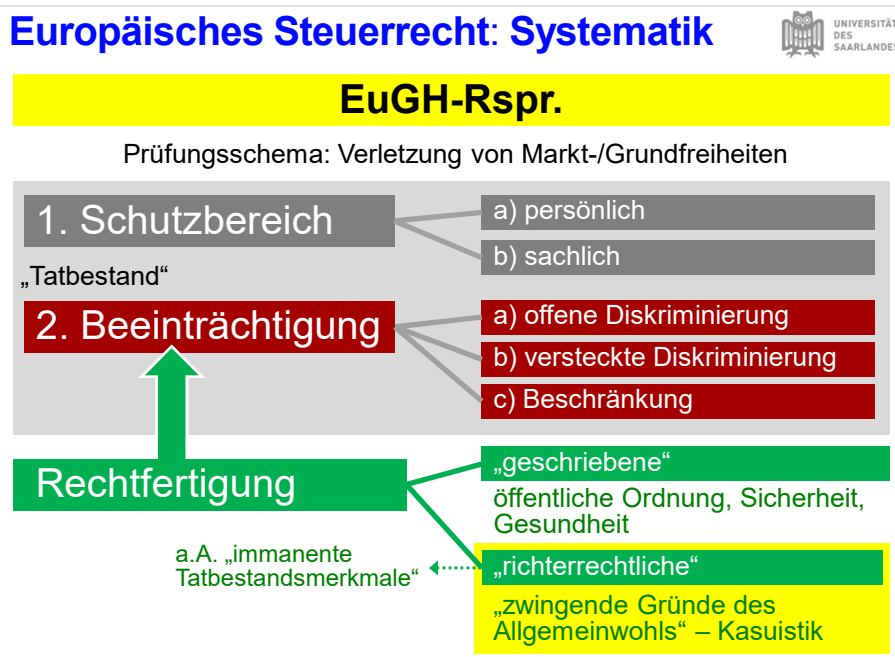 Europäisches Steuerrecht: Systematik
UNIVERSITÄT
DES
SAARLANDES
EuGH-Rspr.
Prüfungsschema: Verletzung von Markt-/Grundfreiheiten
1. Schutzbereich
a) persönlich
b) sachlich
„Tatbestand“
2. Beeinträchtigung
a) offene Diskriminierung
b) versteckte Diskriminierung
c) Beschränkung
Rechtfertigung
„geschriebene“
öffentliche Ordnung, Sicherheit,
Gesundheit
a.A. „immanente
Tatbestandsmerkmale“
„richterrechtliche“
„zwingende Gründe des
Allgemeinwohls“ – Kasuistik